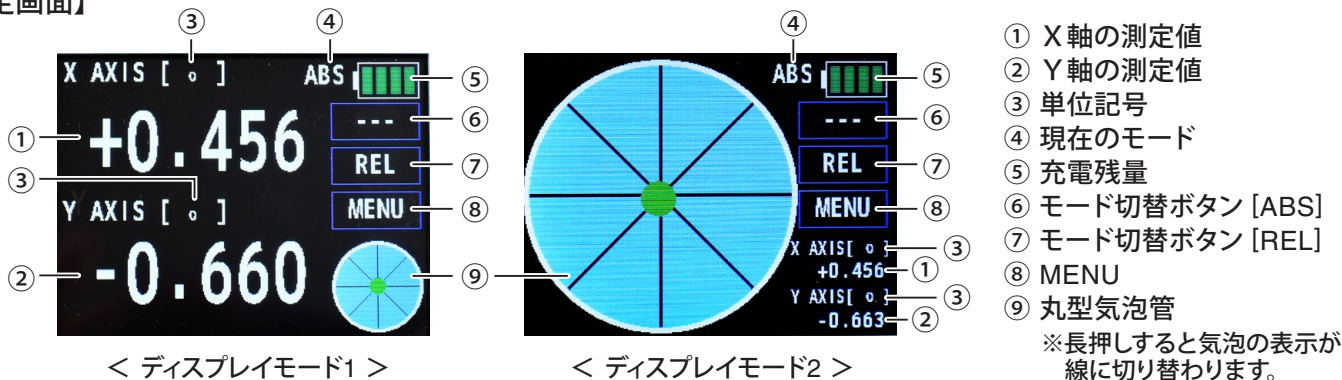 定画面】
③
④
X AXIS [ ° ]
ABS
⑤
①
+0.456
---
⑥
REL
⑦
③
Y AXIS [ ° ]
MENU
⑧
②
-0.660
⑨
< ディスプレイモード1 >
④
ABS
⑤
---
⑥
REL
⑦
MENU
⑧
X AXIS[ ° ]
③
+0.456
①
Y AXIS[ ° ]
③
-0.663
②
< ディスプレイモード2 >
① X軸の測定値
② Y軸の測定値
③ 単位記号
④ 現在のモード
⑤ 充電残量
⑥ モード切替ボタン [ABS]
⑦ モード切替ボタン [REL]
⑧ MENU
⑨ 丸型気泡管
※長押しすると気泡の表示が
線に切り替わります。